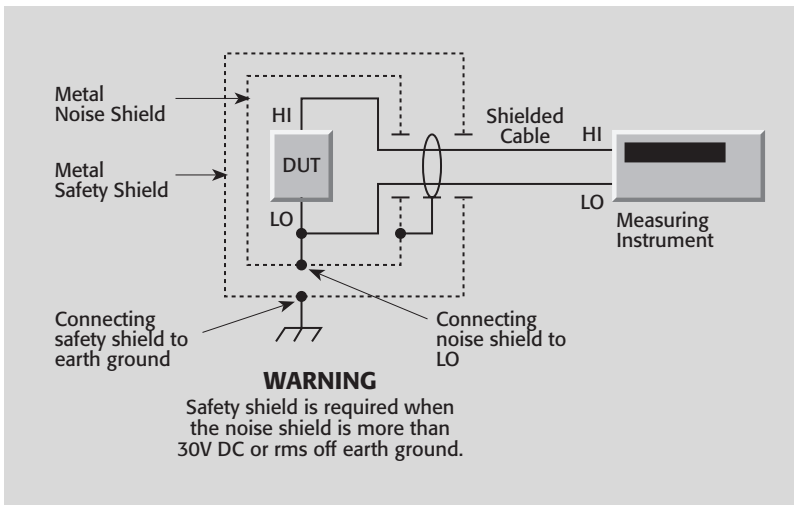 Metal
Noise Shield
HI
Shielded
Cable
HI
DUT
Metal
Safety Shield
LO
LO
Measuring
Instrument
Connecting
safety shield to
earth ground
Connecting
noise shield to
LO
WARNING
Safety shield is required when
the noise shield is more than
30V DC or rms off earth ground.